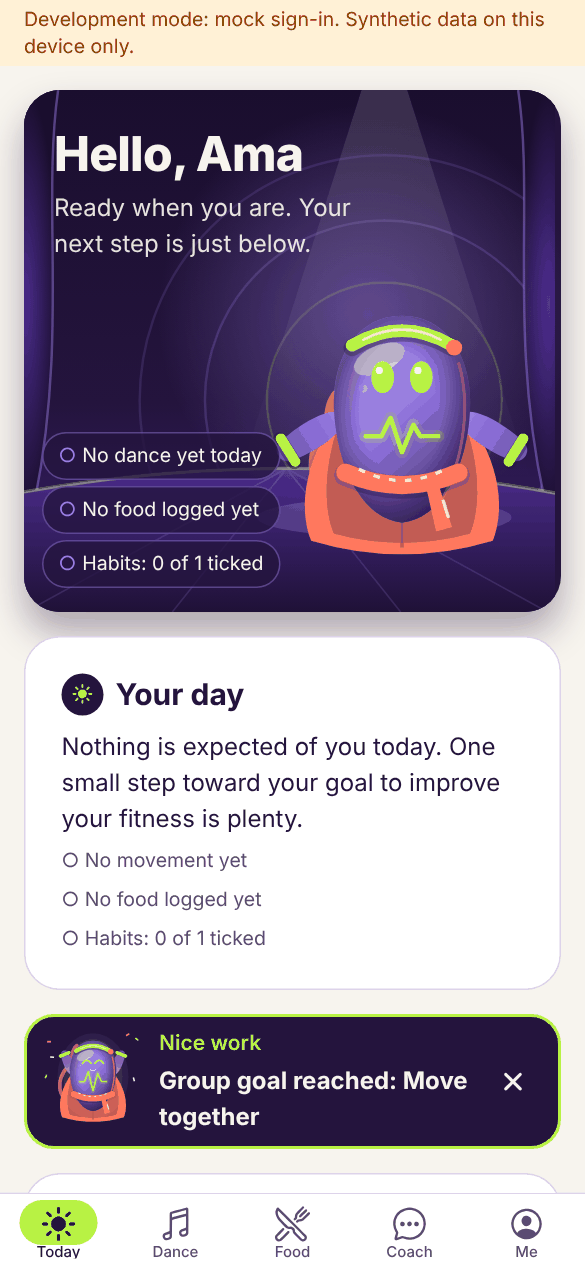 Development mode: mock sign-in. Synthetic data on this
device only.
Hello, Ama
Ready when you are. Your
next step is just below.
No dance yet today
No food logged yet
Habits: 0 of 1 ticked
Your day
Nothing is expected of you today. One
small step toward your goal to improve
your fitness is plenty.
No movement yet
No food logged yet
Habits: 0 of 1 ticked
Nice work
Group goal reached: Move
together
Today
Dance
Food
Coach
Me